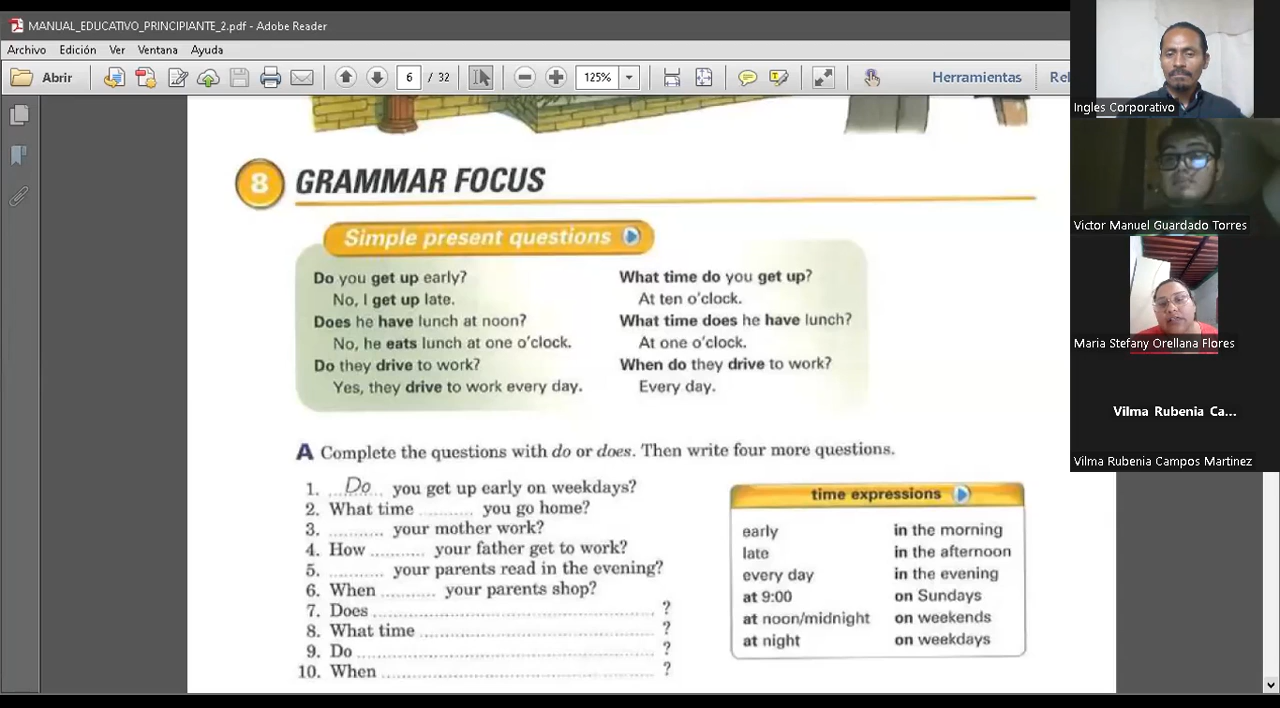 MANUAL_EDUCATIVO_PRINCIPIANTE_2.pdf - Adobe Reader
Archivo Edición Ver Ventana Ayuda
Abrir 6 / 32 125% Herramientas Rel
8 GRAMMAR FOCUS
Simple present questions
Do you get up early?
No, I get up late.
Does he have lunch at noon?
No, he eats lunch at one o'clock.
Do they drive to work?
Yes, they drive to work every day.
What time do you get up?
At ten o'clock.
What time does he have lunch?
At one o'clock.
When do they drive to work?
Every day.
A Complete the questions with do or does. Then write four more questions.
1. Do you get up early on weekdays?
2. What time .......... you go home?
3. .......... your mother work?
4. How .......... your father get to work?
5. .......... your parents read in the evening?
6. When .......... your parents shop?
7. Does .......... ?
8. What time .......... ?
9. Do .......... ?
10. When .......... ?
time expressions
early in the morning
late in the afternoon
every day in the evening
at 9:00 on Sundays
at noon/midnight on weekends
at night on weekdays
Ingles Corporativo
Victor Manuel Guardado Torres
Maria Stefany Orellana Flores
Vilma Rubenia Ca...
Vilma Rubenia Campos Martinez